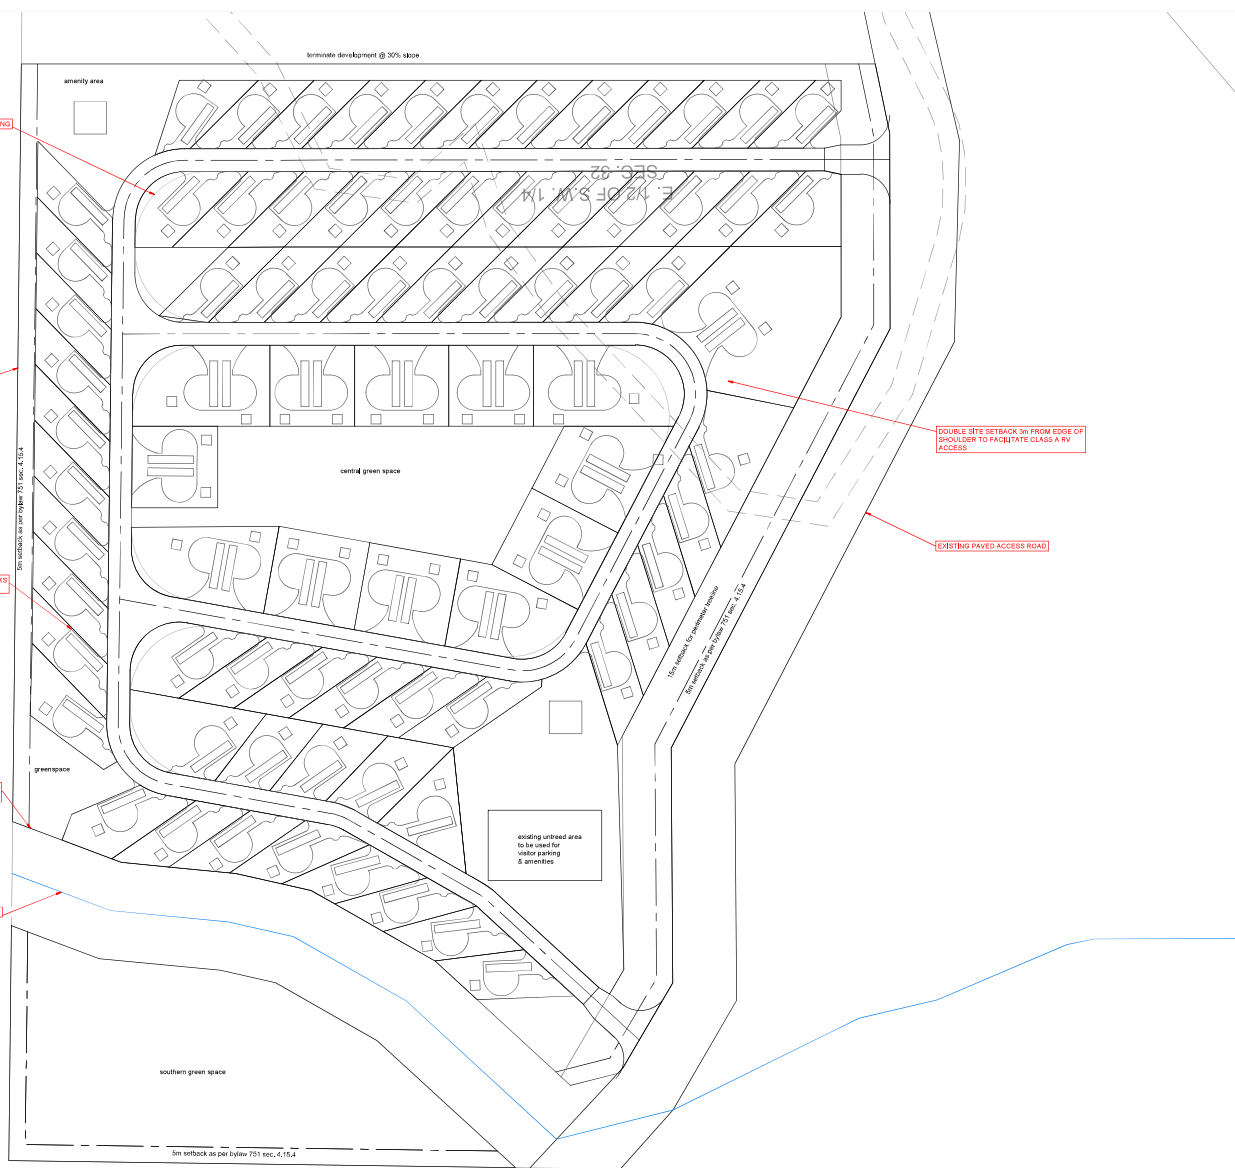 terminate development @ 30% slope
amenity area
NG
SEC. 32
E. 1/2 OF S.W. 1/4
DOUBLE SITE SETBACK 3m FROM EDGE OF
SHOULDER TO FACILITATE CLASS A RV
ACCESS
central green space
5m setback as per bylaw 751 sec. 4.15.4
EXISTING PAVED ACCESS ROAD
KS
15m setback for perimeter treeline
5m setback as per bylaw 751 sec. 4.15.4
greenspace
existing untreed area
to be used for
visitor parking
& amenities
southern green space
5m setback as per bylaw 751 sec. 4.15.4